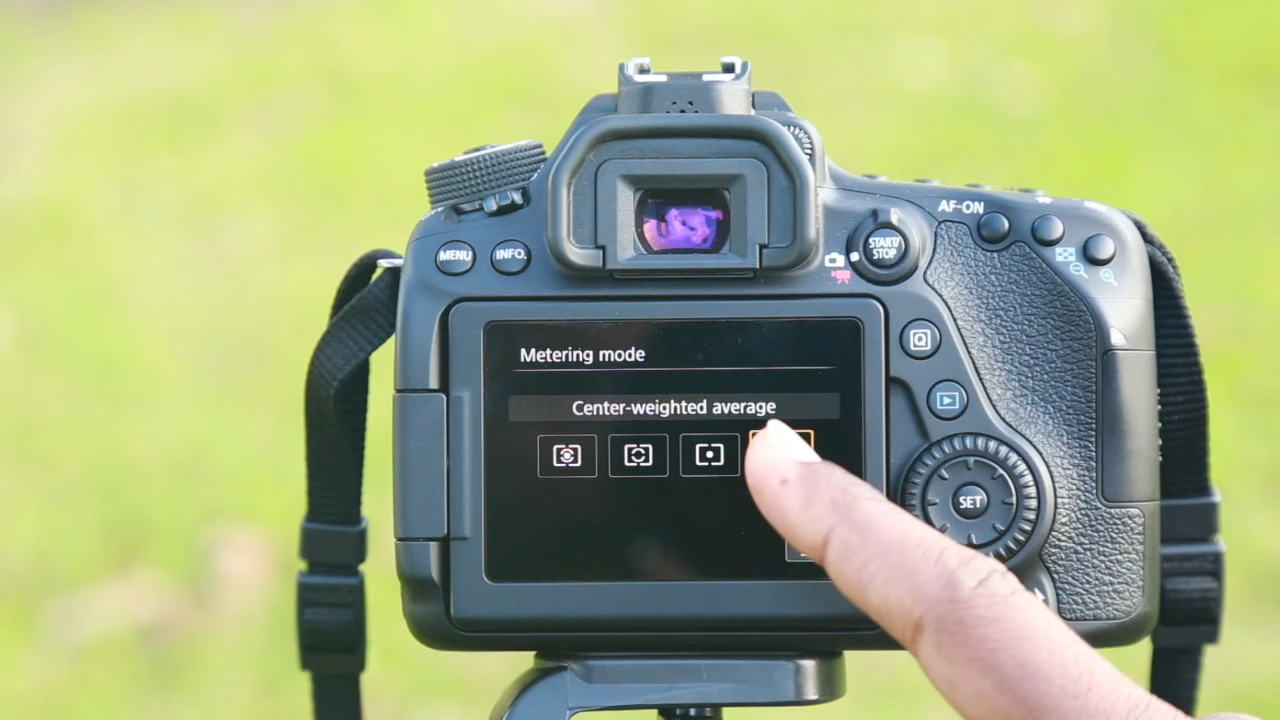 AF-ON
MENU
INFO.
START/
STOP
Q
Metering mode
Center-weighted average
SET